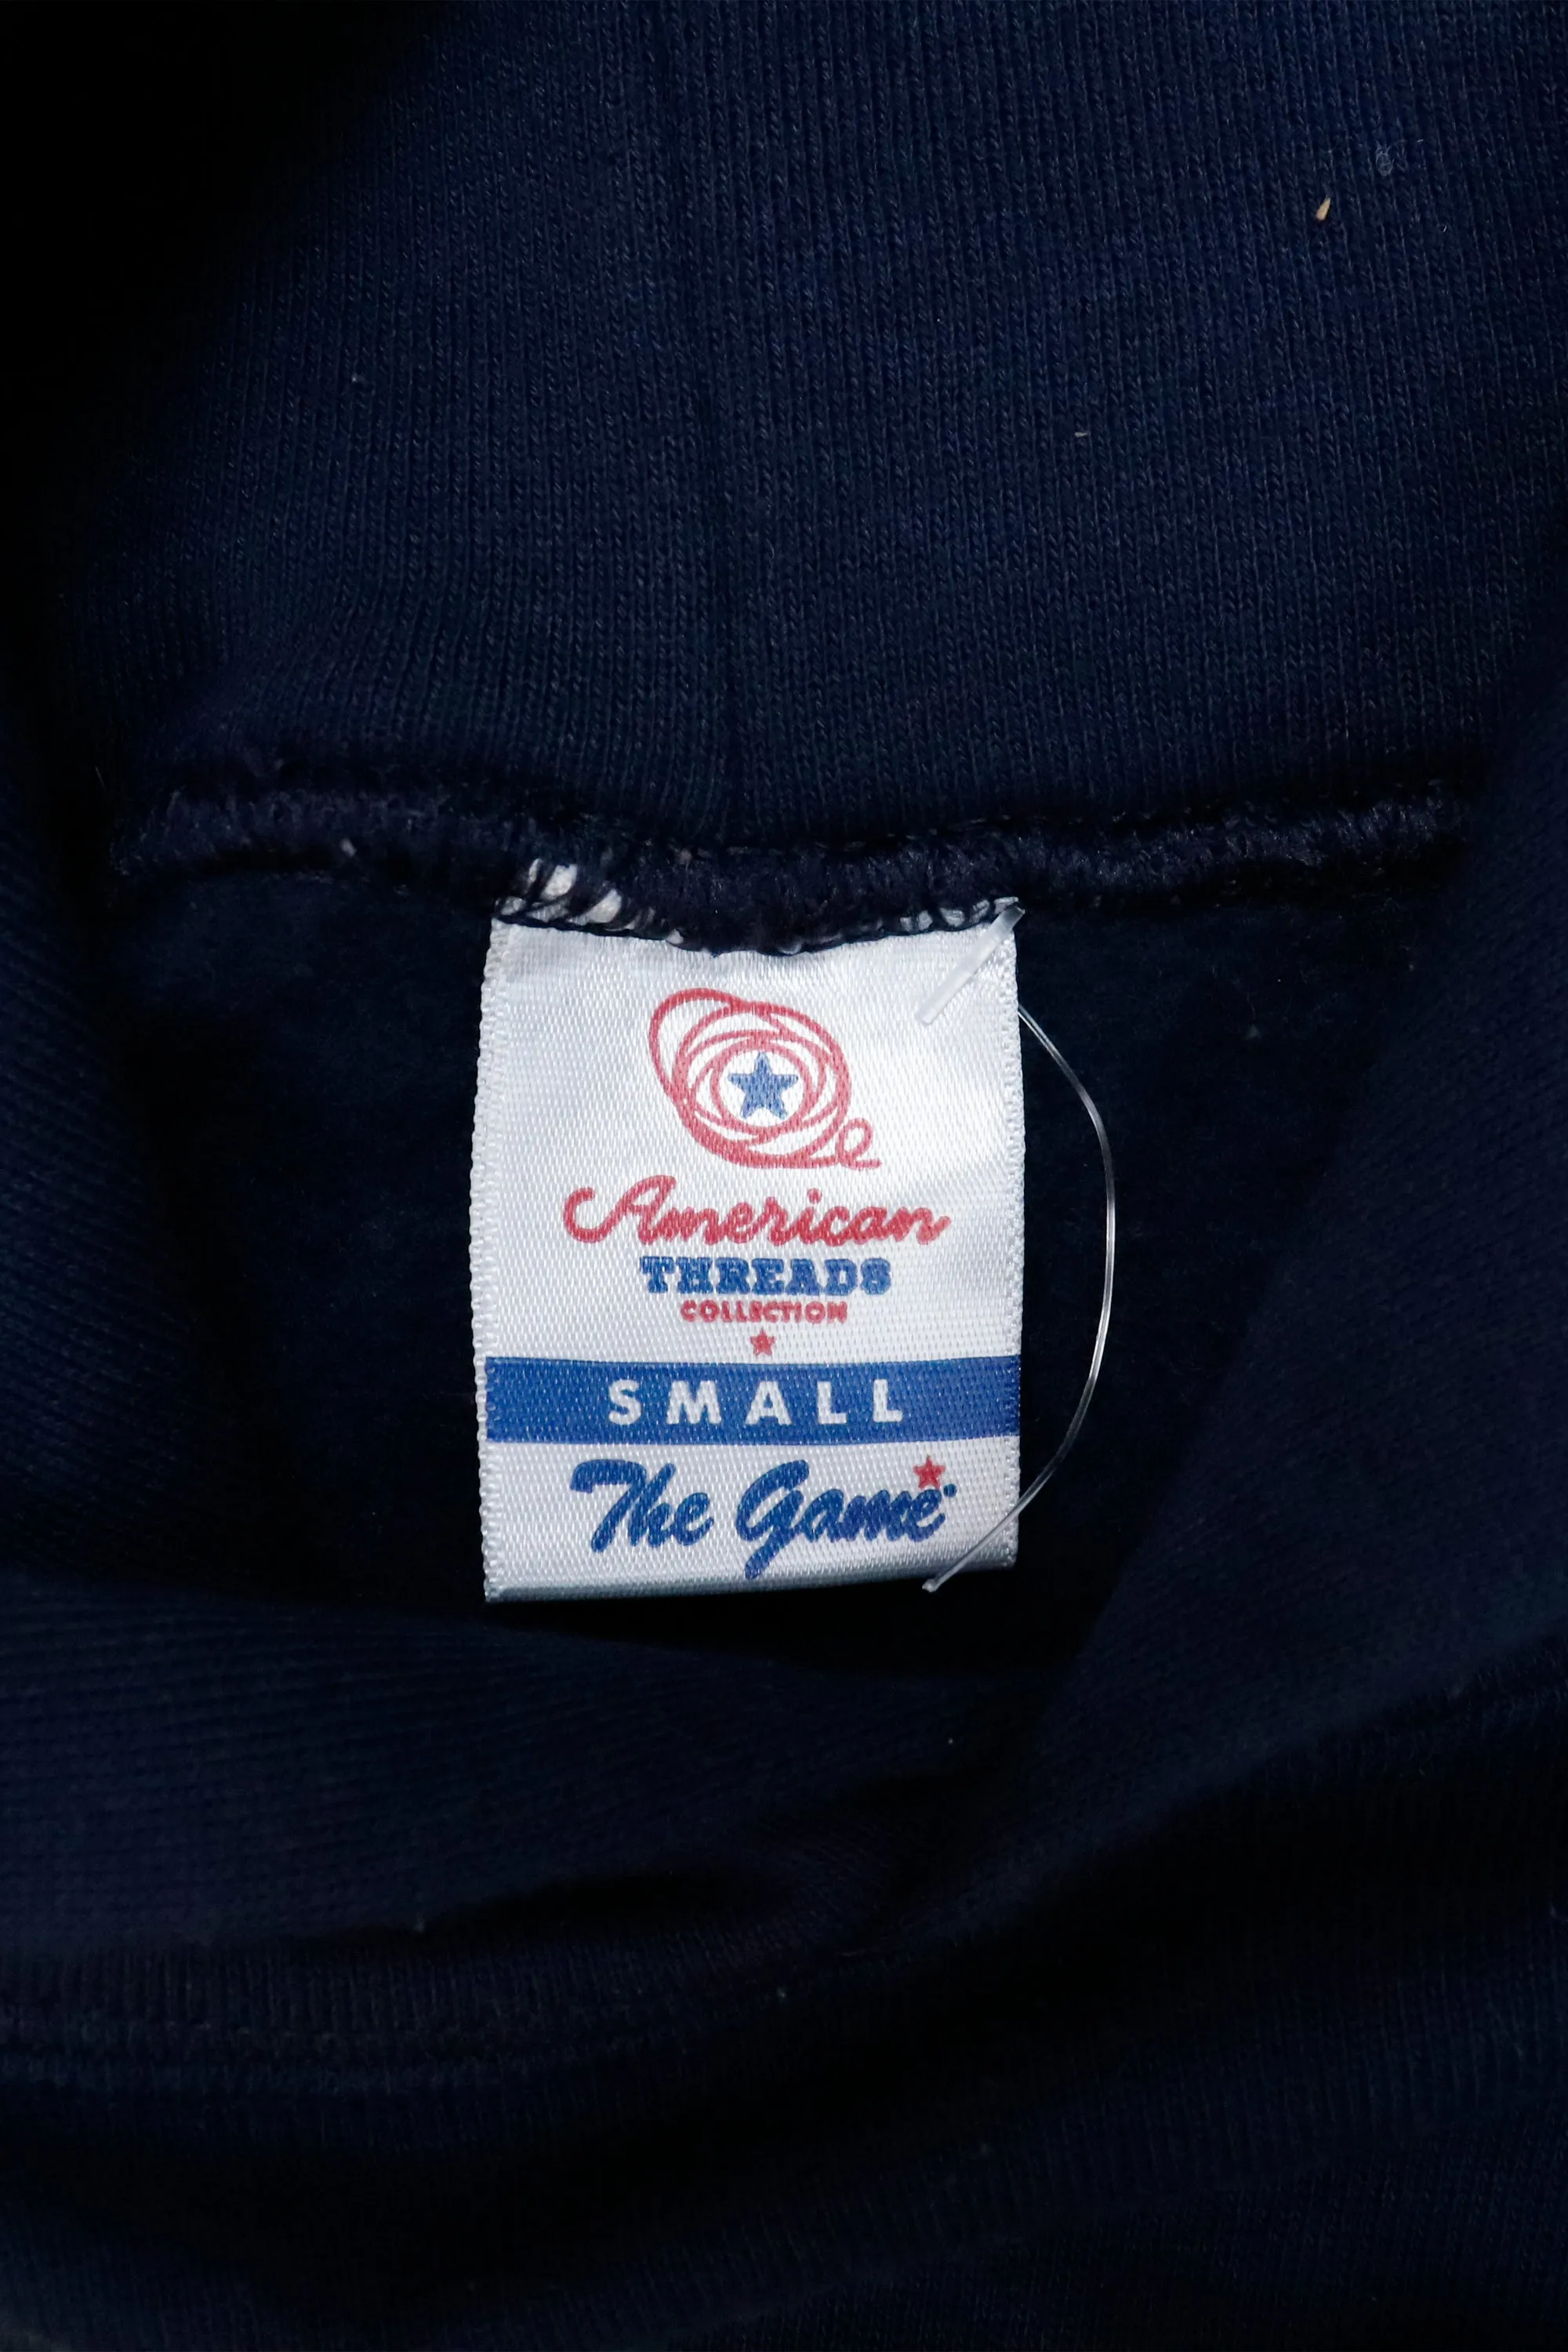 American
THREADS
COLLECTION
SMALL
The Game